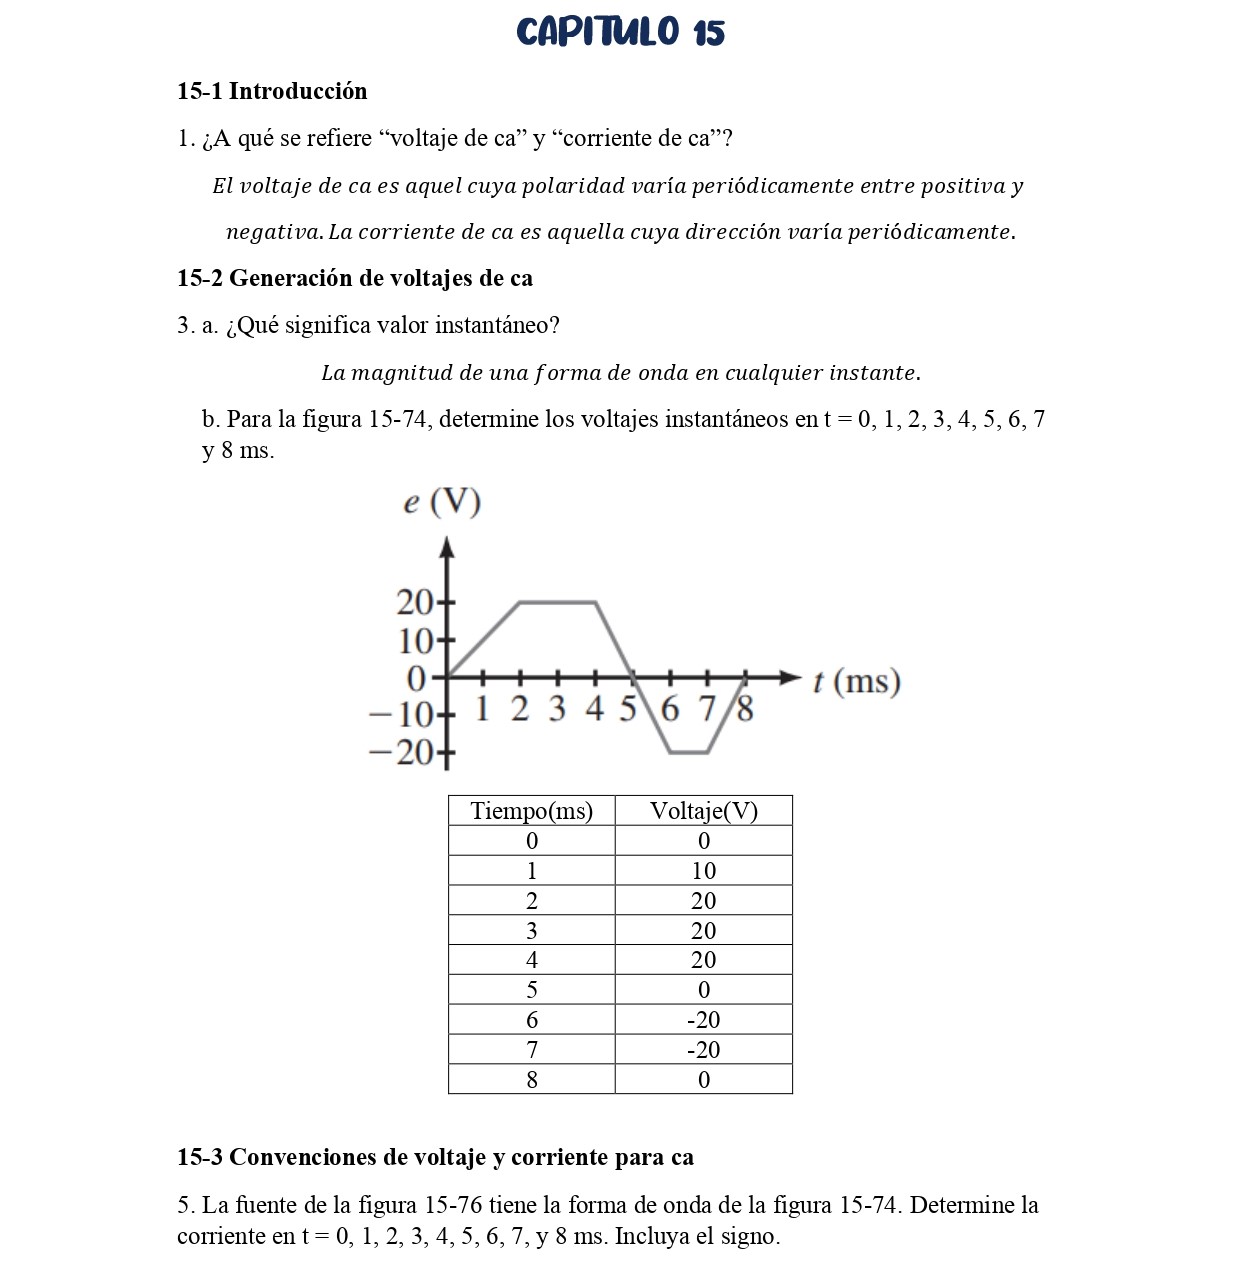 CAPITULO 15
15-1 Introducción
1. ¿A qué se refiere “voltaje de ca” y “corriente de ca”?
El voltaje de ca es aquel cuya polaridad varía periódicamente entre positiva y
negativa. La corriente de ca es aquella cuya dirección varía periódicamente.
15-2 Generación de voltajes de ca
3. a. ¿Qué significa valor instantáneo?
La magnitud de una forma de onda en cualquier instante.
b. Para la figura 15-74, determine los voltajes instantáneos en t = 0, 1, 2, 3, 4, 5, 6, 7
y 8 ms.
e (V)
20
10
0
t (ms)
−10
1 2 3 4 5 6 7 8
−20
Tiempo(ms) Voltaje(V)
0 0
1 10
2 20
3 20
4 20
5 0
6 -20
7 -20
8 0
15-3 Convenciones de voltaje y corriente para ca
5. La fuente de la figura 15-76 tiene la forma de onda de la figura 15-74. Determine la
corriente en t = 0, 1, 2, 3, 4, 5, 6, 7, y 8 ms. Incluya el signo.